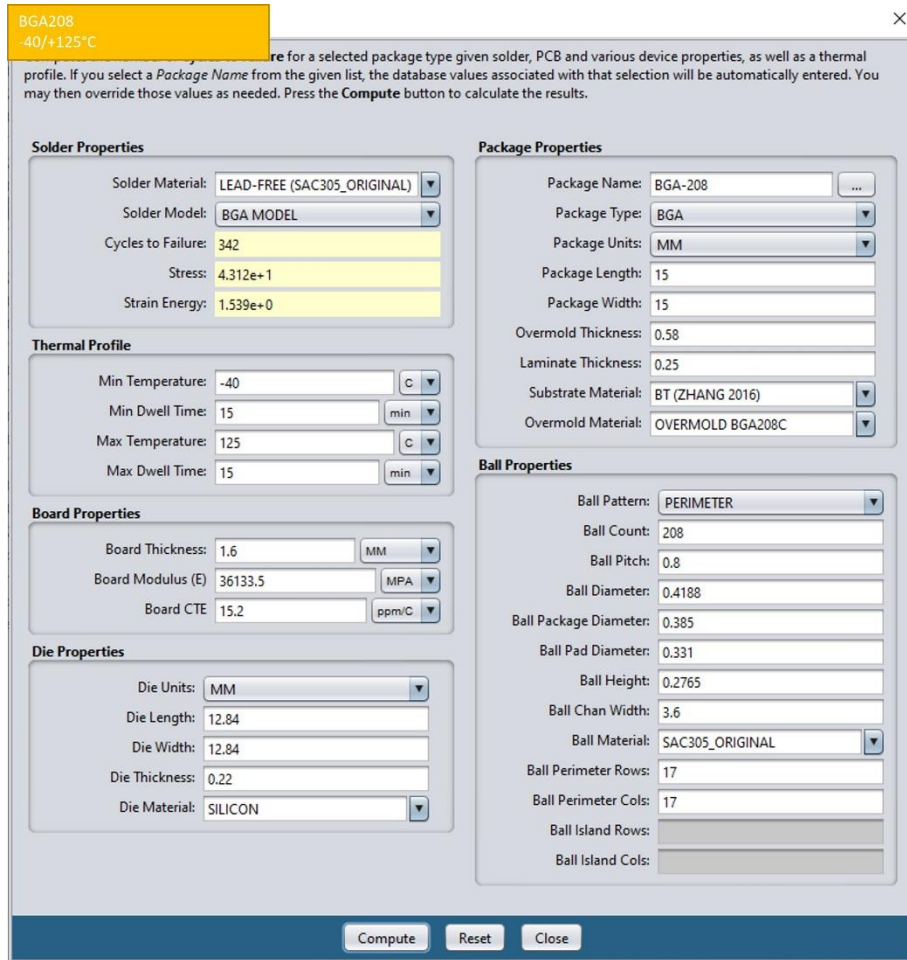 BGA208
-40/+125°C
re for a selected package type given solder, PCB and various device properties, as well as a thermal
profile. If you select a Package Name from the given list, the database values associated with that selection will be automatically entered. You
may then override those values as needed. Press the Compute button to calculate the results.
Solder Properties
Solder Material: LEAD-FREE (SAC305_ORIGINAL)
Solder Model: BGA MODEL
Cycles to Failure: 342
Stress: 4.312e+1
Strain Energy: 1.539e+0
Thermal Profile
Min Temperature: -40 C
Min Dwell Time: 15 min
Max Temperature: 125 C
Max Dwell Time: 15 min
Board Properties
Board Thickness: 1.6 MM
Board Modulus (E) 36133.5 MPA
Board CTE 15.2 ppm/C
Die Properties
Die Units: MM
Die Length: 12.84
Die Width: 12.84
Die Thickness: 0.22
Die Material: SILICON
Package Properties
Package Name: BGA-208 ...
Package Type: BGA
Package Units: MM
Package Length: 15
Package Width: 15
Overmold Thickness: 0.58
Laminate Thickness: 0.25
Substrate Material: BT (ZHANG 2016)
Overmold Material: OVERMOLD BGA208C
Ball Properties
Ball Pattern: PERIMETER
Ball Count: 208
Ball Pitch: 0.8
Ball Diameter: 0.4188
Ball Package Diameter: 0.385
Ball Pad Diameter: 0.331
Ball Height: 0.2765
Ball Chan Width: 3.6
Ball Material: SAC305_ORIGINAL
Ball Perimeter Rows: 17
Ball Perimeter Cols: 17
Ball Island Rows:
Ball Island Cols:
Compute Reset Close